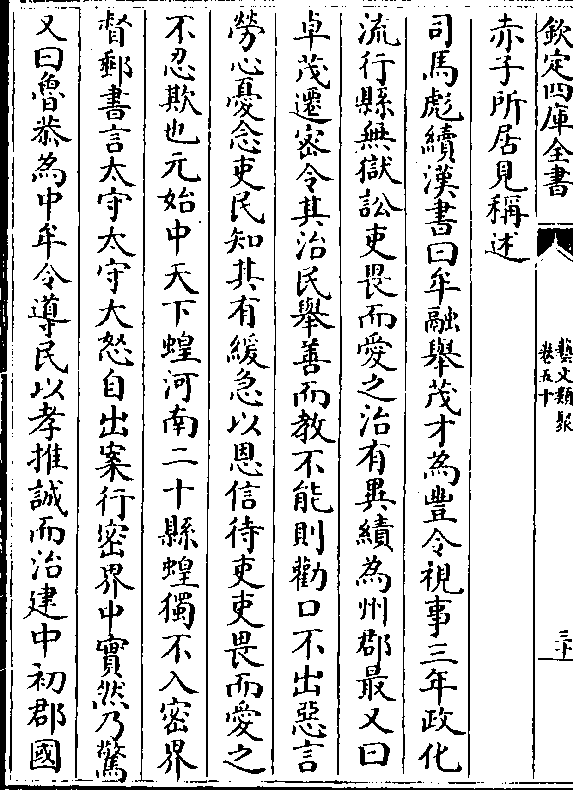 欽定四庫全書
藝文類聚
卷五十
三十
赤子所居見稱述
司馬彪續漢書曰牟融舉茂才為豐令視事三年政化
流行縣無獄訟吏畏而愛之治有異績為州郡最又曰
卓茂遷密令其治民舉善而教不能則勸口不出惡言
勞心憂念吏民知其有緩急以恩信待吏吏畏而愛之
不忍欺也元始中天下蝗河南二十縣蝗獨不入密界
督郵書言太守太守大怒自出案行密界中實然乃驚
又曰魯恭為中牟令導民以孝推誠而治建中初郡國